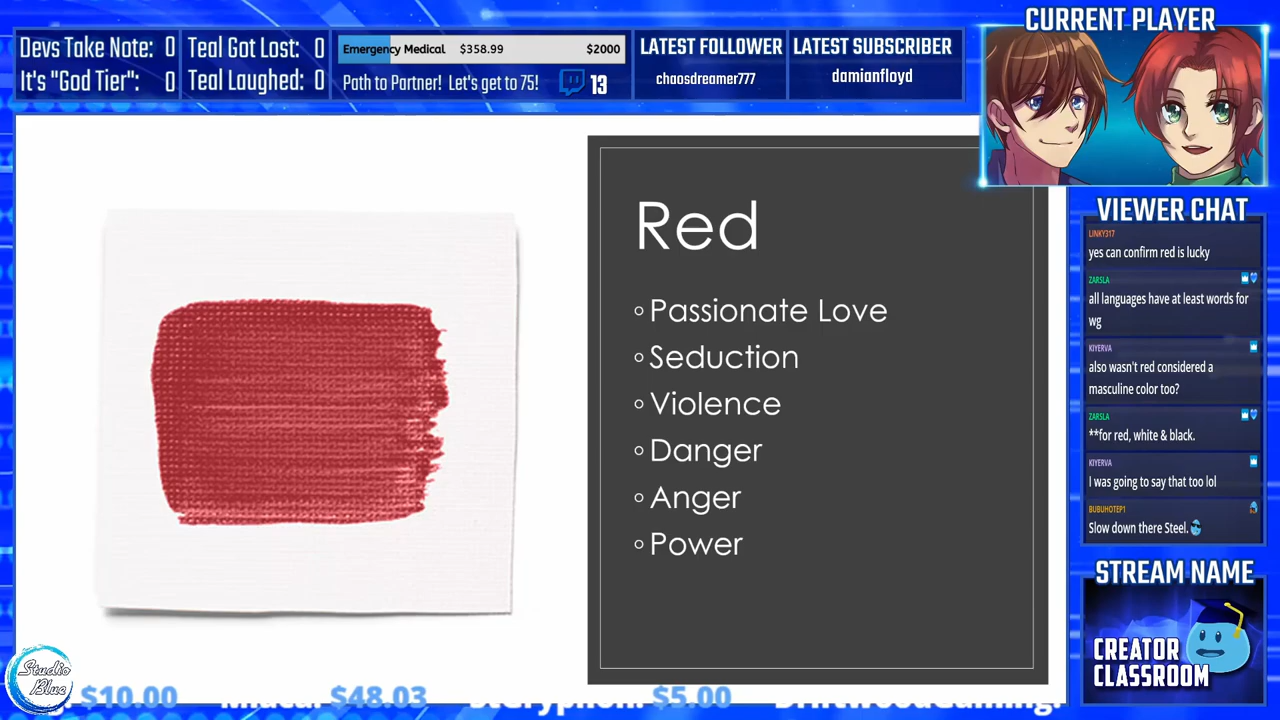 Devs Take Note: 0
It's "God Tier": 0
Teal Got Lost: 0
Teal Laughed: 0
Emergency Medical $358.99 $2000
Path to Partner! Let's get to 75! 13
LATEST FOLLOWER
chaosdreamer777
LATEST SUBSCRIBER
damianfloyd
CURRENT PLAYER
Red
Passionate Love
Seduction
Violence
Danger
Anger
Power
VIEWER CHAT
LINKY317
yes can confirm red is lucky
ZARSLA
all languages have at least words for
wg
KIYERVA
also wasn't red considered a
masculine color too?
ZARSLA
**for red, white & black.
KIYERVA
I was going to say that too lol
BUBUHOTEP1
Slow down there Steel.
STREAM NAME
CREATOR
CLASSROOM
Studio
Blue
$10.00 $48.03 $5.00